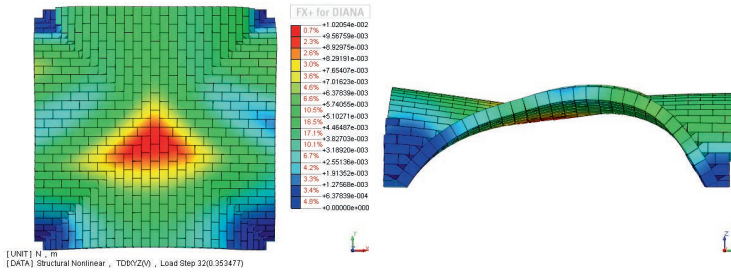 FX+ for DIANA
+1.02054e-002
0.7%
+9.56759e-003
2.3%
+8.92975e-003
2.6%
+8.29191e-003
3.0%
+7.65407e-003
3.6%
+7.01623e-003
4.6%
+6.37839e-003
6.6%
+5.74055e-003
10.5%
+5.10271e-003
16.5%
+4.46487e-003
17.1%
+3.82703e-003
10.1%
+3.18920e-003
6.7%
+2.55136e-003
4.2%
+1.91352e-003
3.3%
+1.27568e-003
3.4%
+6.37839e-004
4.8%
+0.00000e+000
[UNIT] N , m
[DATA] Structural Nonlinear , TDtXYZ(V) , Load Step 32(0.353477)